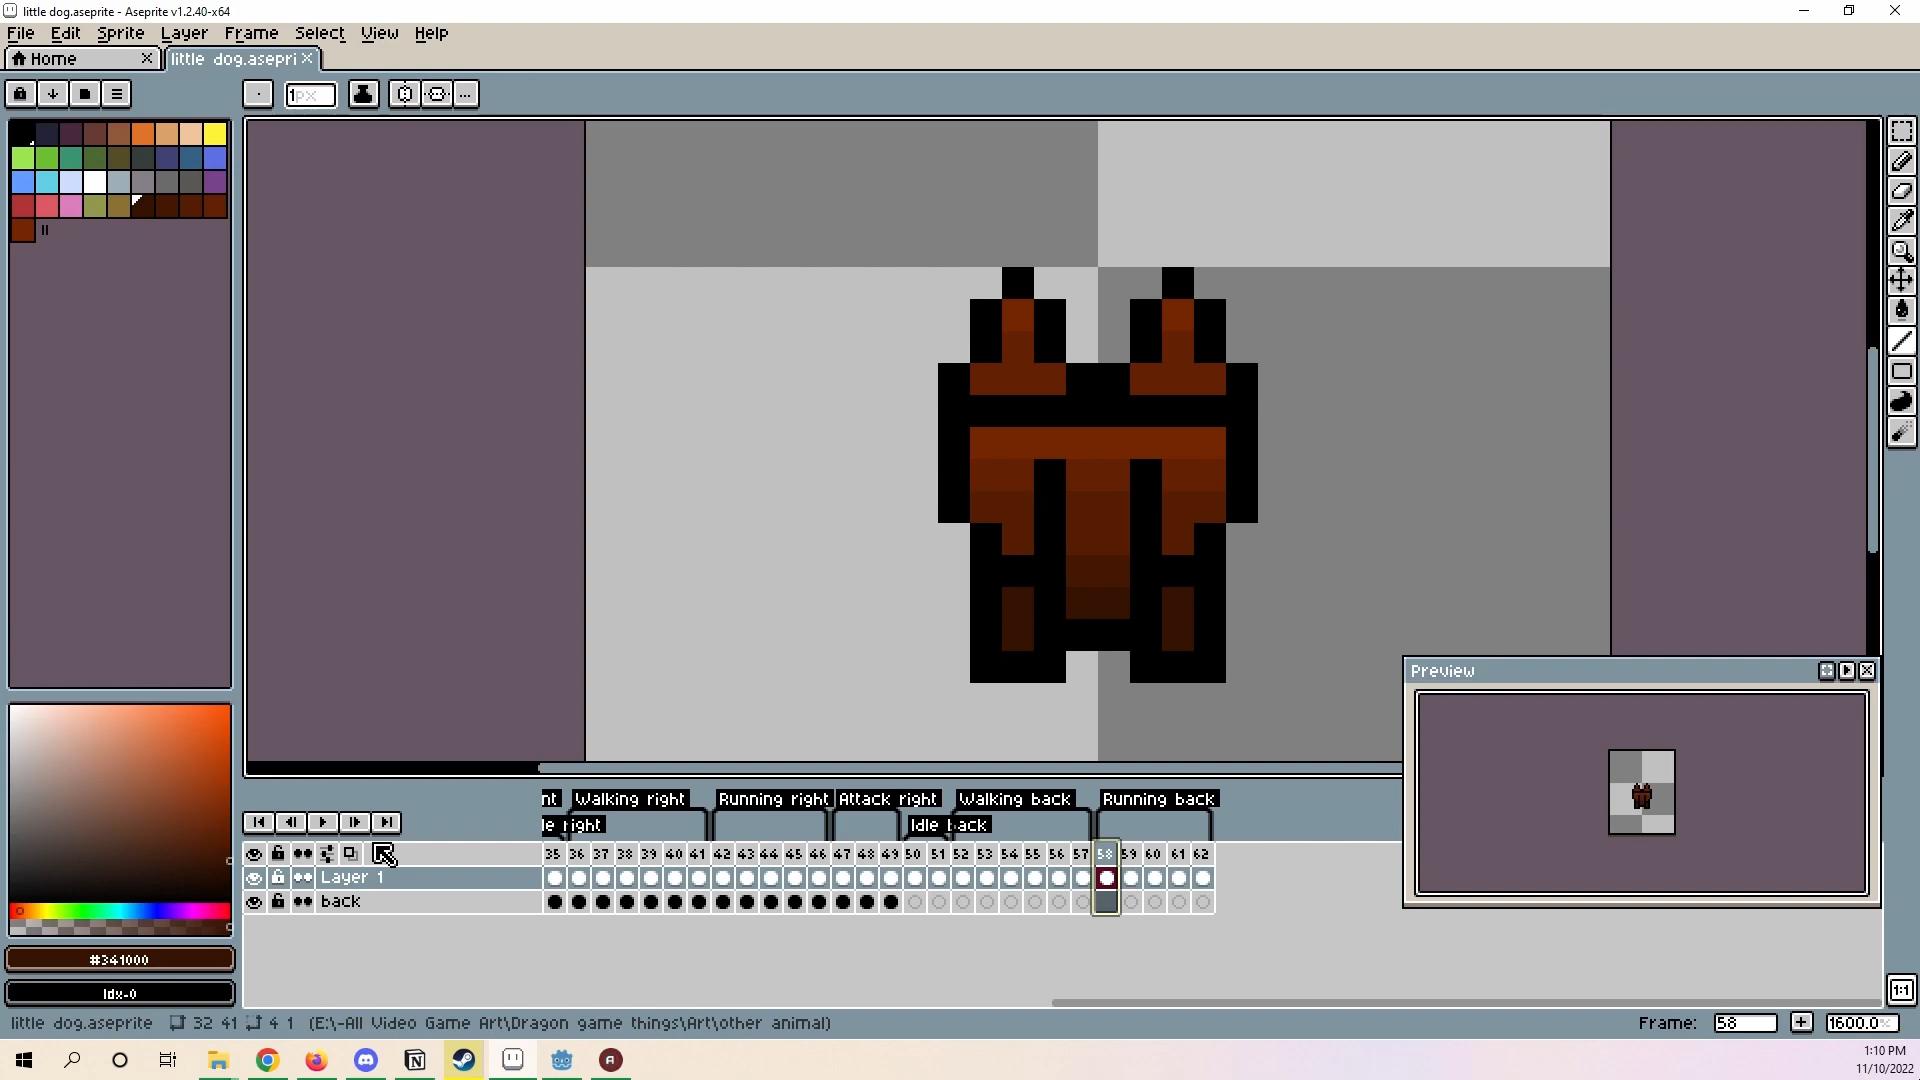 little dog.aseprite - Aseprite v1.2.40-x64
File Edit Sprite Layer Frame Select View Help
Home
little dog.asepri
1px
Preview
nt Walking right Running right Attack right Walking back Running back
le right Idle back
35 36 37 38 39 40 41 42 43 44 45 46 47 48 49 50 51 52 53 54 55 56 57 58 59 60 61 62
Layer 1
back
#341000
Idx-0
1:1
little dog.aseprite 32 41 4 1 (E:\-All Video Game Art\Dragon game things\Art\other animal)
Frame: 58 + 1600.0
1:10 PM
11/10/2022